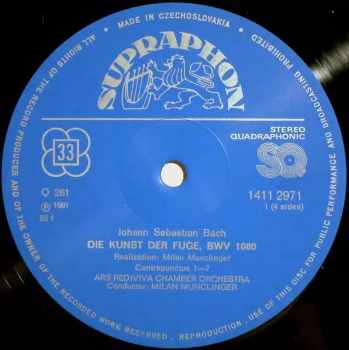 MADE IN CZECHOSLOVAKIA
ALL RIGHTS OF THE RECORD PRODUCER AND OF THE OWNER OF THE RECORDED WORK RESERVED. REPRODUCTION - USE OF THIS DISC FOR PUBLIC PERFORMANCE AND BROADCASTING PROHIBITED
SUPRAPHON
STEREO
QUADRAPHONIC
33
SQ
261
1411 2971
℗ 1981
1 (4 sides)
Johann Sebastian Bach
DIE KUNST DER FUGE, BWV 1080
Realisation: Milan Munclinger
Contrapunctus 1—7
ARS REDIVIVA CHAMBER ORCHESTRA
Conductor: MILAN MUNCLINGER